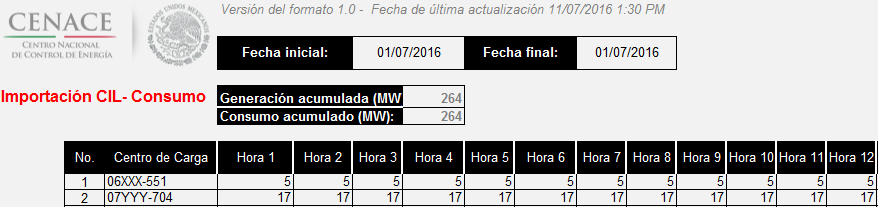 Versión del formato 1.0 - Fecha de última actualización 11/07/2016 1:30 PM
CENACE
CENTRO NACIONAL
DE CONTROL DE ENERGÍA
ESTADOS UNIDOS MEXICANOS
Fecha inicial: 01/07/2016 Fecha final: 01/07/2016
Importación CIL- Consumo
Generación acumulada (MW 264
Consumo acumulado (MW): 264
No. Centro de Carga Hora 1 Hora 2 Hora 3 Hora 4 Hora 5 Hora 6 Hora 7 Hora 8 Hora 9 Hora 10 Hora 11 Hora 12
1 06XXX-551 5 5 5 5 5 5 5 5 5 5 5 5
2 07YYY-704 17 17 17 17 17 17 17 17 17 17 17 17